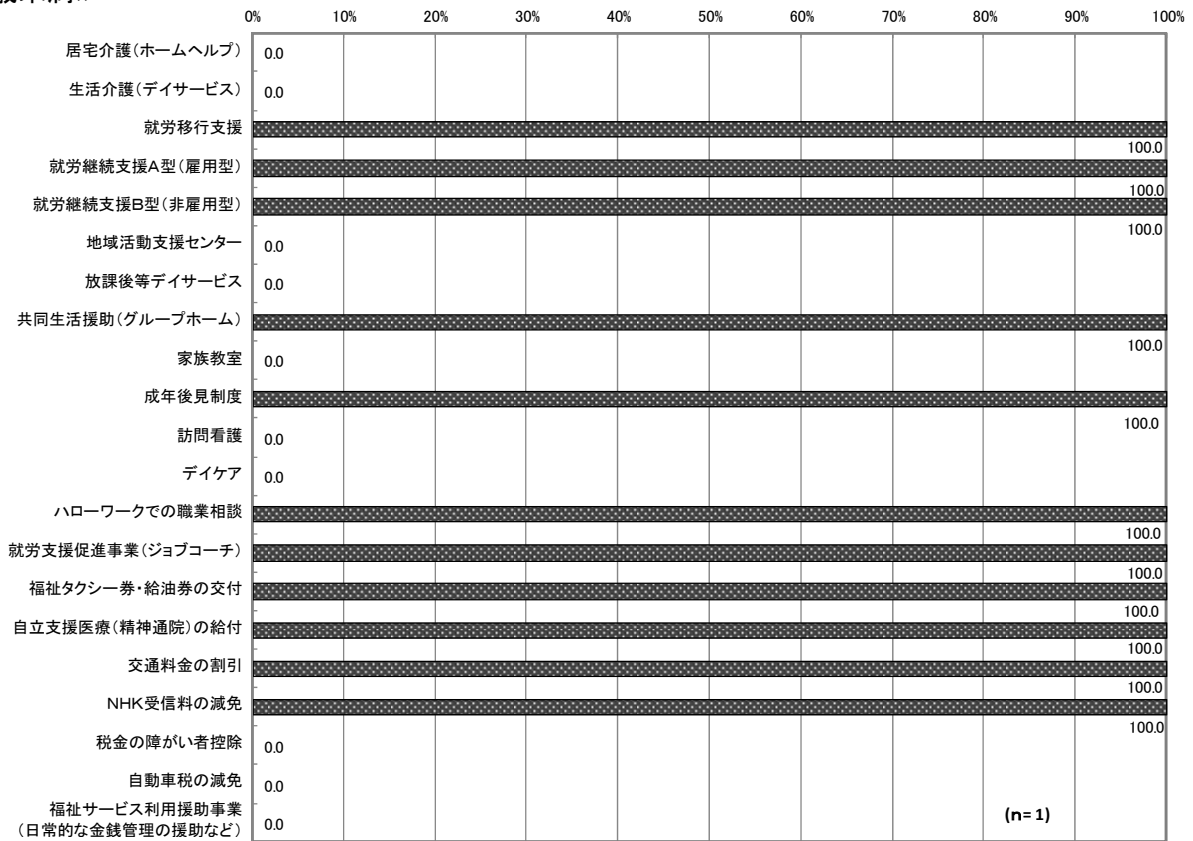 0% 10% 20% 30% 40% 50% 60% 70% 80% 90% 100%
居宅介護(ホームヘルプ) 0.0
生活介護(デイサービス) 0.0
就労移行支援 100.0
就労継続支援A型(雇用型) 100.0
就労継続支援B型(非雇用型) 100.0
地域活動支援センター 0.0
放課後等デイサービス 0.0
共同生活援助(グループホーム) 100.0
家族教室 0.0
成年後見制度 100.0
訪問看護 0.0
デイケア 0.0
ハローワークでの職業相談 100.0
就労支援促進事業(ジョブコーチ) 100.0
福祉タクシー券・給油券の交付 100.0
自立支援医療(精神通院)の給付 100.0
交通料金の割引 100.0
NHK受信料の減免 100.0
税金の障がい者控除 0.0
自動車税の減免 0.0
福祉サービス利用援助事業
(日常的な金銭管理の援助など) 0.0
(n=1)